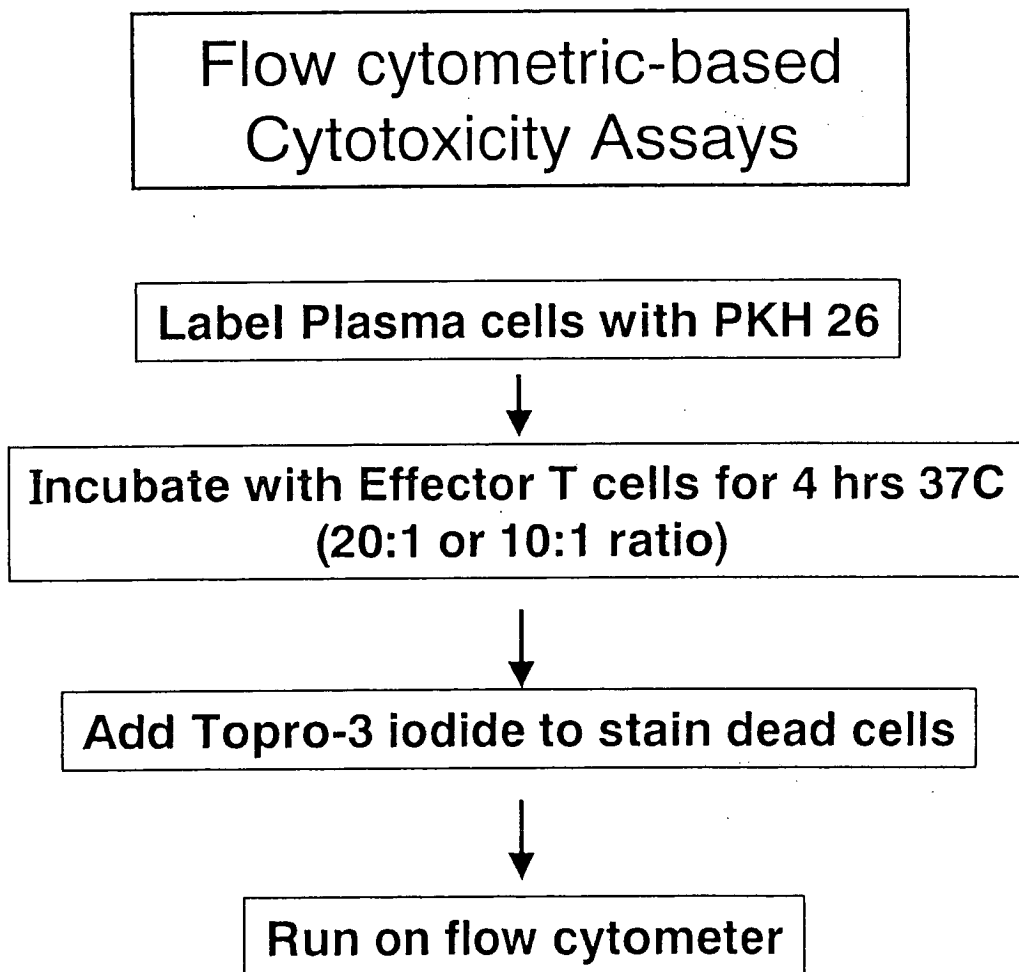 Flow cytometric-based
Cytotoxicity Assays
Label Plasma cells with PKH 26
Incubate with Effector T cells for 4 hrs 37C
(20:1 or 10:1 ratio)
Add Topro-3 iodide to stain dead cells
Run on flow cytometer